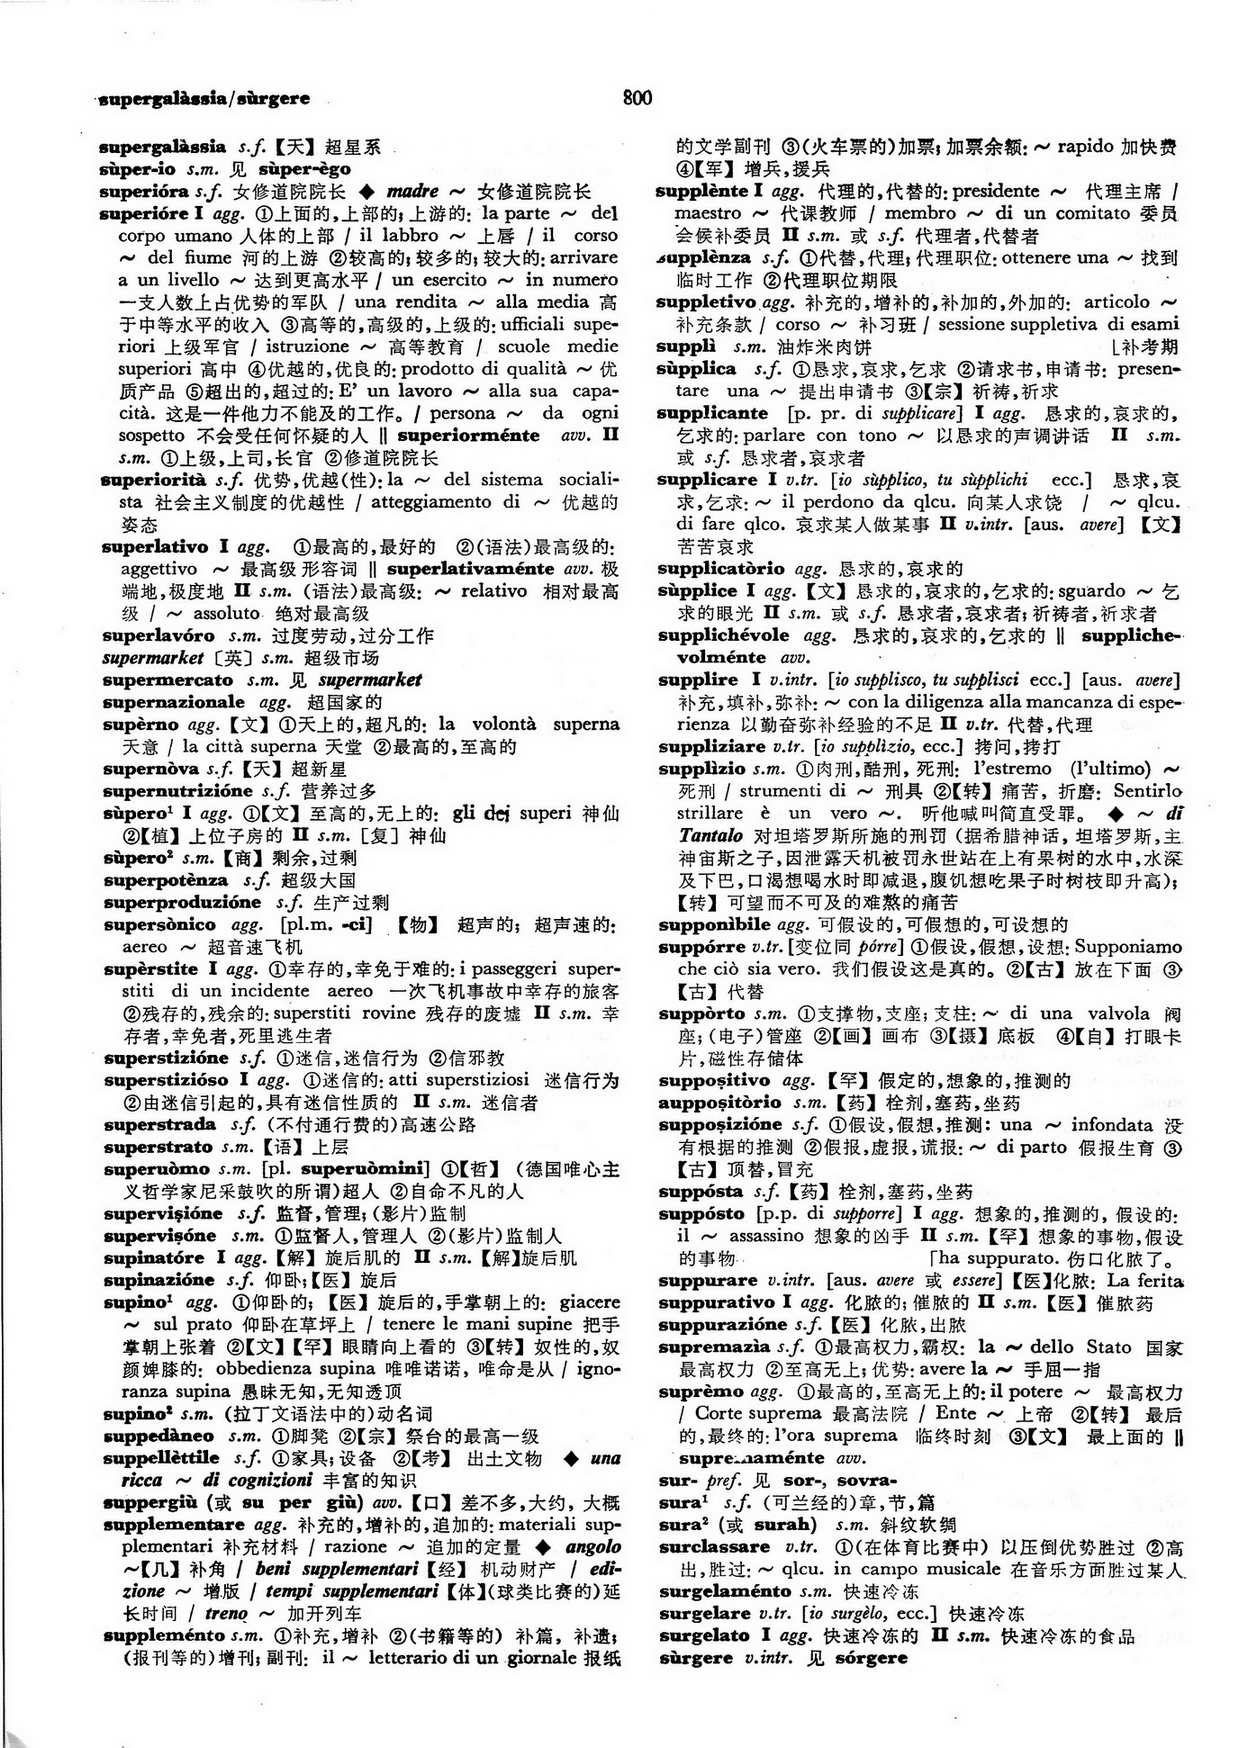 supergalàssia/sùrgere
800
supergalàssia s.f.【天】超星系
sùper-io s.m. 见 sùper-ègo
superióra s.f. 女修道院院长 ◆ madre ～ 女修道院院长
superióre I agg. ①上面的,上部的;上游的: la parte ～ del
corpo umano 人体的上部 / il labbro ～ 上唇 / il corso
～ del fiume 河的上游 ②较高的;较多的;较大的: arrivare
a un livello ～ 达到更高水平 / un esercito ～ in numero
一支人数上占优势的军队 / una rendita ～ alla media 高
于中等水平的收入 ③高等的,高级的,上级的: ufficiali supe-
riori 上级军官 / istruzione ～ 高等教育 / scuole medie
superiori 高中 ④优越的,优良的: prodotto di qualità ～ 优
质产品 ⑤超出的,超过的: E' un lavoro ～ alla sua capa-
cità. 这是一件他力不能及的工作。/ persona ～ da ogni
sospetto 不会受任何怀疑的人 ‖ superiorménte avv. II
s.m. ①上级,上司,长官 ②修道院院长
superiorità s.f. 优势,优越(性): la ～ del sistema sociali-
sta 社会主义制度的优越性 / atteggiamento di ～ 优越的
姿态
superlativo I agg. ①最高的,最好的 ②(语法)最高级的:
aggettivo ～ 最高级形容词 ‖ superlativaménte avv. 极
端地,极度地 II s.m. (语法)最高级: ～ relativo 相对最高
级 / ～ assoluto 绝对最高级
superlavóro s.m. 过度劳动,过分工作
supermarket〔英〕s.m. 超级市场
supermercato s.m. 见 supermarket
supernazionale agg. 超国家的
supèrno agg.【文】①天上的,超凡的: la volontà superna
天意 / la città superna 天堂 ②最高的,至高的
supernòva s.f.【天】超新星
supernutrizióne s.f. 营养过多
sùpero¹ I agg. ①【文】至高的,无上的: gli dei superi 神仙
②【植】上位子房的 II s.m. [复] 神仙
sùpero² s.m.【商】剩余,过剩
superpotènza s.f. 超级大国
superproduzióne s.f. 生产过剩
supersònico agg. [pl.m. -ci]【物】超声的; 超声速的:
aereo ～ 超音速飞机
supèrstite I agg. ①幸存的,幸免于难的: i passeggeri super-
stiti di un incidente aereo 一次飞机事故中幸存的旅客
②残存的,残余的: superstiti rovine 残存的废墟 II s.m. 幸
存者,幸免者,死里逃生者
superstizióne s.f. ①迷信,迷信行为 ②信邪教
superstizióso I agg. ①迷信的: atti superstiziosi 迷信行为
②由迷信引起的,具有迷信性质的 II s.m. 迷信者
superstrada s.f. (不付通行费的)高速公路
superstrato s.m.【语】上层
superuòmo s.m. [pl. superuòmini] ①【哲】(德国唯心主
义哲学家尼采鼓吹的所谓)超人 ②自命不凡的人
supervişióne s.f. 监督,管理;(影片)监制
supervişóne s.m. ①监督人,管理人 ②(影片)监制人
supinatóre I agg.【解】旋后肌的 II s.m.【解】旋后肌
supinazióne s.f. 仰卧;【医】旋后
supino¹ agg. ①仰卧的;【医】旋后的,手掌朝上的: giacere
～ sul prato 仰卧在草坪上 / tenere le mani supine 把手
掌朝上张着 ②【文】【罕】眼睛向上看的 ③【转】奴性的,奴
颜婢膝的: obbedienza supina 唯唯诺诺, 唯命是从 / igno-
ranza supina 愚昧无知,无知透顶
supino² s.m. (拉丁文语法中的)动名词
suppedàneo s.m. ①脚凳 ②【宗】祭台的最高一级
suppellèttile s.f. ①家具;设备 ②【考】出土文物 ◆ una
ricca ～ di cognizioni 丰富的知识
suppergiù (或 su per giù) avv.【口】差不多,大约, 大概
supplementare agg. 补充的,增补的,追加的: materiali sup-
plementari 补充材料 / razione ～ 追加的定量 ◆ angolo
～【几】补角 / beni supplementari【经】机动财产 / edi-
zione ～ 增版 / tempi supplementari【体】(球类比赛的)延
长时间 / treno ～ 加开列车
suppleménto s.m. ①补充,增补 ②(书籍等的) 补篇, 补遗;
(报刊等的)增刊;副刊: il ～ letterario di un giornale 报纸
的文学副刊 ③(火车票的)加票;加票余额: ～ rapido 加快费
④【军】增兵,援兵
supplènte I agg. 代理的,代替的: presidente ～ 代理主席 /
maestro ～ 代课教师 / membro ～ di un comitato 委员
会候补委员 II s.m. 或 s.f. 代理者,代替者
supplènza s.f. ①代替,代理;代理职位: ottenere una ～ 找到
临时工作 ②代理职位期限
suppletivo agg. 补充的,增补的,补加的,外加的: articolo ～
补充条款 / corso ～ 补习班 / sessione suppletiva di esami
supplì s.m. 油炸米肉饼 ⌊补考期
sùpplica s.f. ①恳求,哀求,乞求 ②请求书,申请书: presen-
tare una ～ 提出申请书 ③【宗】祈祷,祈求
supplicante [p. pr. di supplicare] I agg. 恳求的,哀求的,
乞求的: parlare con tono ～ 以恳求的声调讲话 II s.m.
或 s.f. 恳求者,哀求者
supplicare I v.tr. [io sùpplico, tu sùpplichi ecc.] 恳求,哀
求,乞求: ～ il perdono da qlcu. 向某人求饶 / ～ qlcu.
di fare qlco. 哀求某人做某事 II v.intr. [aus. avere]【文】
苦苦哀求
supplicatòrio agg. 恳求的,哀求的
sùpplice I agg.【文】恳求的,哀求的,乞求的: sguardo ～ 乞
求的眼光 II s.m. 或 s.f. 恳求者,哀求者;祈祷者,祈求者
supplichévole agg. 恳求的,哀求的,乞求的 ‖ suppliche-
volménte avv.
supplire I v.intr. [io supplisco, tu supplisci ecc.] [aus. avere]
补充,填补,弥补: ～ con la diligenza alla mancanza di espe-
rienza 以勤奋弥补经验的不足 II v.tr. 代替,代理
suppliziare v.tr. [io supplìzio, ecc.] 拷问,拷打
supplìzio s.m. ①肉刑,酷刑, 死刑: l'estremo (l'ultimo) ～
死刑 / strumenti di ～ 刑具 ②【转】痛苦, 折磨: Sentirlo
strillare è un vero ～. 听他喊叫简直受罪。 ◆ ～ di
Tantalo 对坦塔罗斯所施的刑罚 (据希腊神话, 坦塔罗斯,主
神宙斯之子,因泄露天机被罚永世站在上有果树的水中,水深
及下巴,口渴想喝水时即减退,腹饥想吃果子时树枝即升高);
【转】可望而不可及的难熬的痛苦
supponìbile agg. 可假设的,可假想的,可设想的
suppórre v.tr. [变位同 pórre] ①假设,假想,设想: Supponiamo
che ciò sia vero. 我们假设这是真的。②【古】放在下面 ③
【古】代替
suppòrto s.m. ①支撑物,支座;支柱: ～ di una valvola 阀
座;(电子)管座 ②【画】画布 ③【摄】底板 ④【自】打眼卡
片,磁性存储体
suppoşitivo agg.【罕】假定的,想象的,推测的
auppoşitòrio s.m.【药】栓剂,塞药,坐药
suppoşizióne s.f. ①假设,假想,推测: una ～ infondata 没
有根据的推测 ②假报,虚报,谎报: ～ di parto 假报生育 ③
【古】顶替,冒充
suppósta s.f.【药】栓剂,塞药,坐药
suppósto [p.p. di supporre] I agg. 想象的,推测的, 假设的:
il ～ assassino 想象的凶手 II s.m.【罕】想象的事物,假设
的事物 ⌈ha suppurato. 伤口化脓了。
suppurare v.intr. [aus. avere 或 essere]【医】化脓: La ferita
suppurativo I agg. 化脓的;催脓的 II s.m.【医】催脓药
suppurazióne s.f.【医】化脓,出脓
supremazìa s.f. ①最高权力,霸权: la ～ dello Stato 国家
最高权力 ②至高无上;优势: avere la ～ 手屈一指
suprèmo agg. ①最高的,至高无上的: il potere ～ 最高权力
/ Corte suprema 最高法院 / Ente ～ 上帝 ②【转】最后
的,最终的: l'ora suprema 临终时刻 ③【文】最上面的 ‖
supremaménte avv.
sur- pref. 见 sor-, sovra-
sura¹ s.f. (可兰经的)章,节,篇
sura² (或 surah) s.m. 斜纹软绸
surclassare v.tr. ①(在体育比赛中) 以压倒优势胜过 ②高
出,胜过: ～ qlcu. in campo musicale 在音乐方面胜过某人
surgelaménto s.m. 快速冷冻
surgelare v.tr. [io surgèlo, ecc.] 快速冷冻
surgelato I agg. 快速冷冻的 II s.m. 快速冷冻的食品
sùrgere v.intr. 见 sórgere